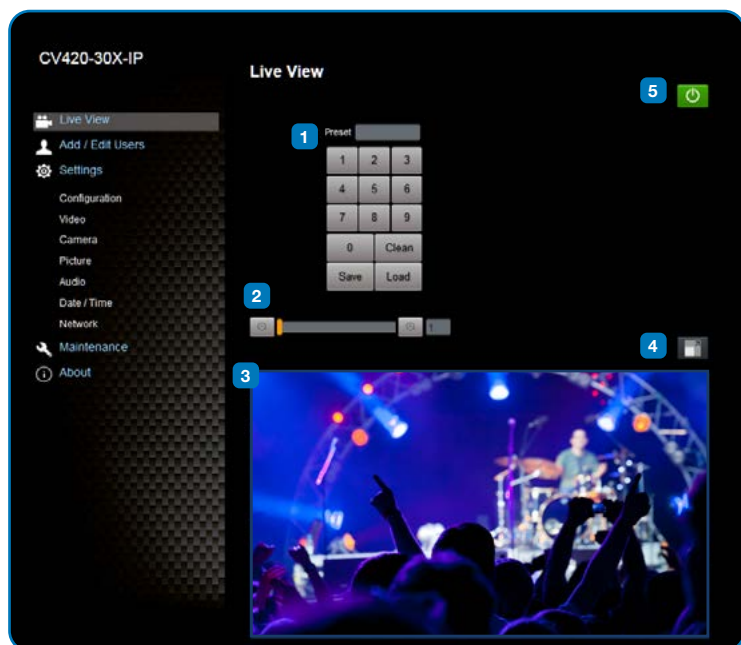 CV420-30X-IP
Live View
Add / Edit Users
Settings
Configuration
Video
Camera
Picture
Audio
Date / Time
Network
Maintenance
About
Live View
5
1
Preset
1 2 3
4 5 6
7 8 9
0 Clean
Save Load
2
1
4
3